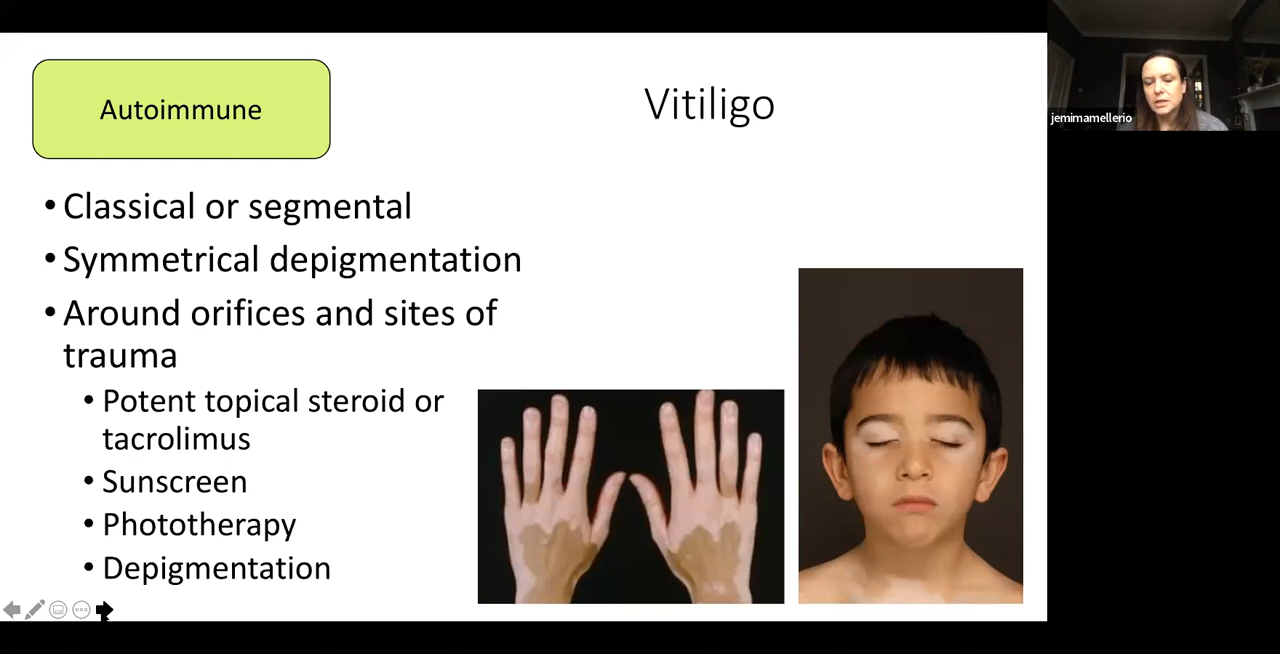 Autoimmune
Vitiligo
jemimamellerio
• Classical or segmental
• Symmetrical depigmentation
• Around orifices and sites of
trauma
• Potent topical steroid or
tacrolimus
• Sunscreen
• Phototherapy
• Depigmentation